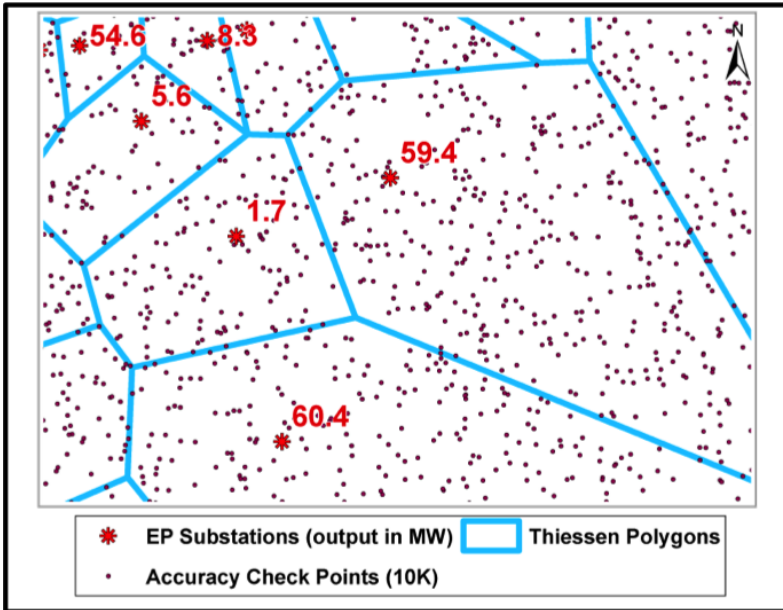 N
54.6
8.3
5.6
59.4
1.7
60.4
EP Substations (output in MW)
Thiessen Polygons
Accuracy Check Points (10K)